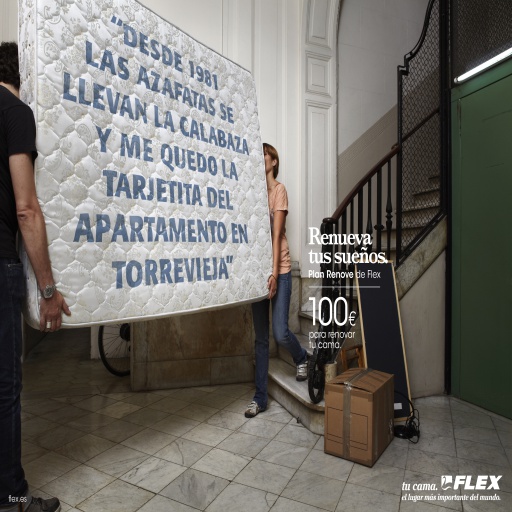 "DESDE 1981
LAS AZAFATAS SE
LLEVAN LA CALABAZA
Y ME QUEDO LA
TARJETITA DEL
APARTAMENTO EN
TORREVIEJA"
Renueva
tus sueños.
Plan Renove de Flex
100€
para renovar
tu cama.
tu cama. FLEX
el lugar más importante del mundo.
flex.es